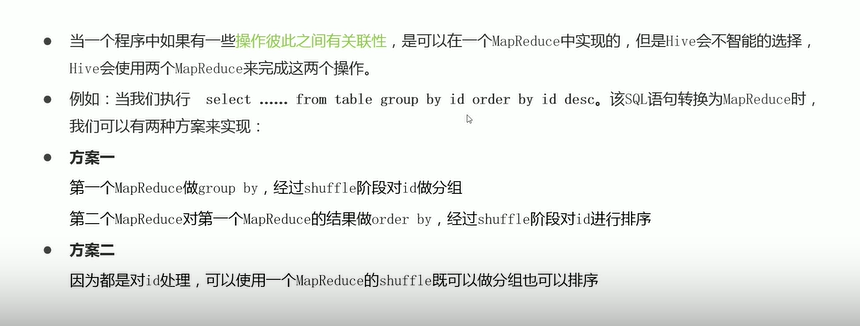 ● 当一个程序中如果有一些操作彼此之间有关联性，是可以在一个MapReduce中实现的，但是Hive会不智能的选择，
Hive会使用两个MapReduce来完成这两个操作。
● 例如：当我们执行 select …… from table group by id order by id desc。该SQL语句转换为MapReduce时，
我们可以有两种方案来实现：
● 方案一
第一个MapReduce做group by，经过shuffle阶段对id做分组
第二个MapReduce对第一个MapReduce的结果做order by，经过shuffle阶段对id进行排序
● 方案二
因为都是对id处理，可以使用一个MapReduce的shuffle既可以做分组也可以排序